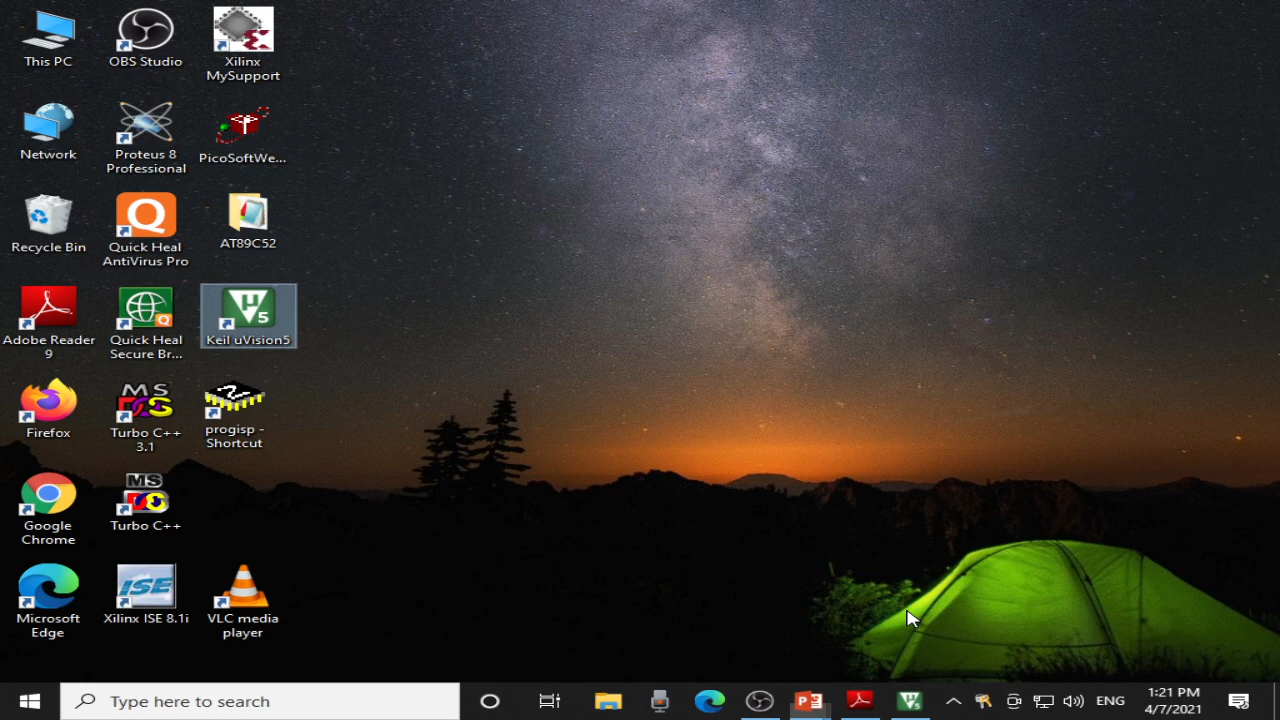 This PC
OBS Studio
Xilinx
MySupport
Network
Proteus 8
Professional
PicoSoftWe...
Recycle Bin
Quick Heal
AntiVirus Pro
AT89C52
Adobe Reader
9
Quick Heal
Secure Br...
Keil uVision5
Firefox
Turbo C++
3.1
progisp -
Shortcut
Google
Chrome
Turbo C++
Microsoft
Edge
Xilinx ISE 8.1i
VLC media
player
Type here to search
ENG
1:21 PM
4/7/2021